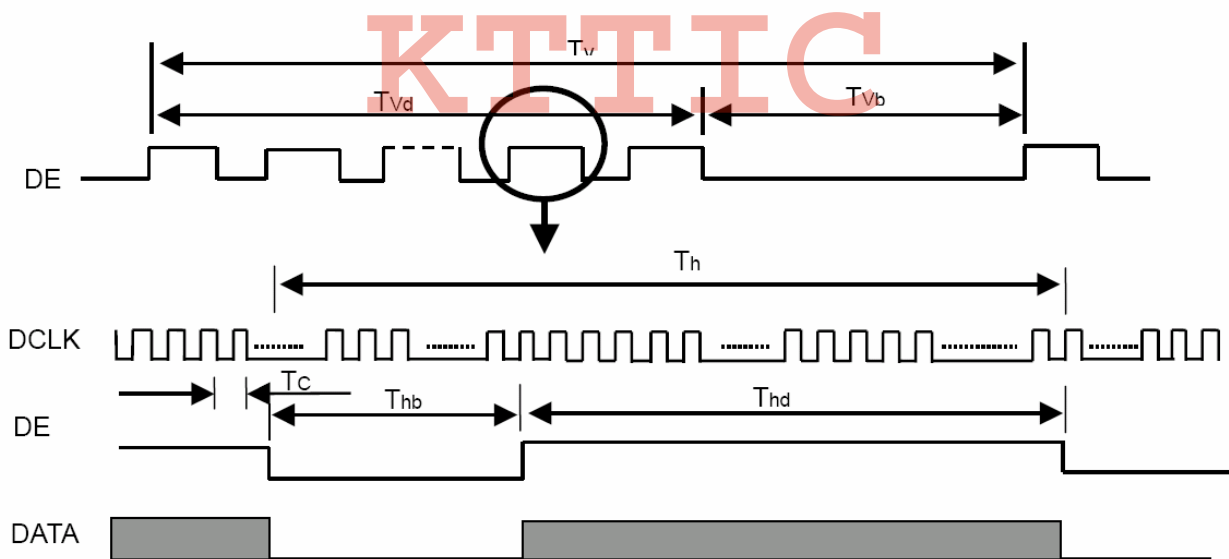 KTTIC
Tv
TVd
TVb
DE
Th
DCLK
TC
Thb
Thd
DE
DATA